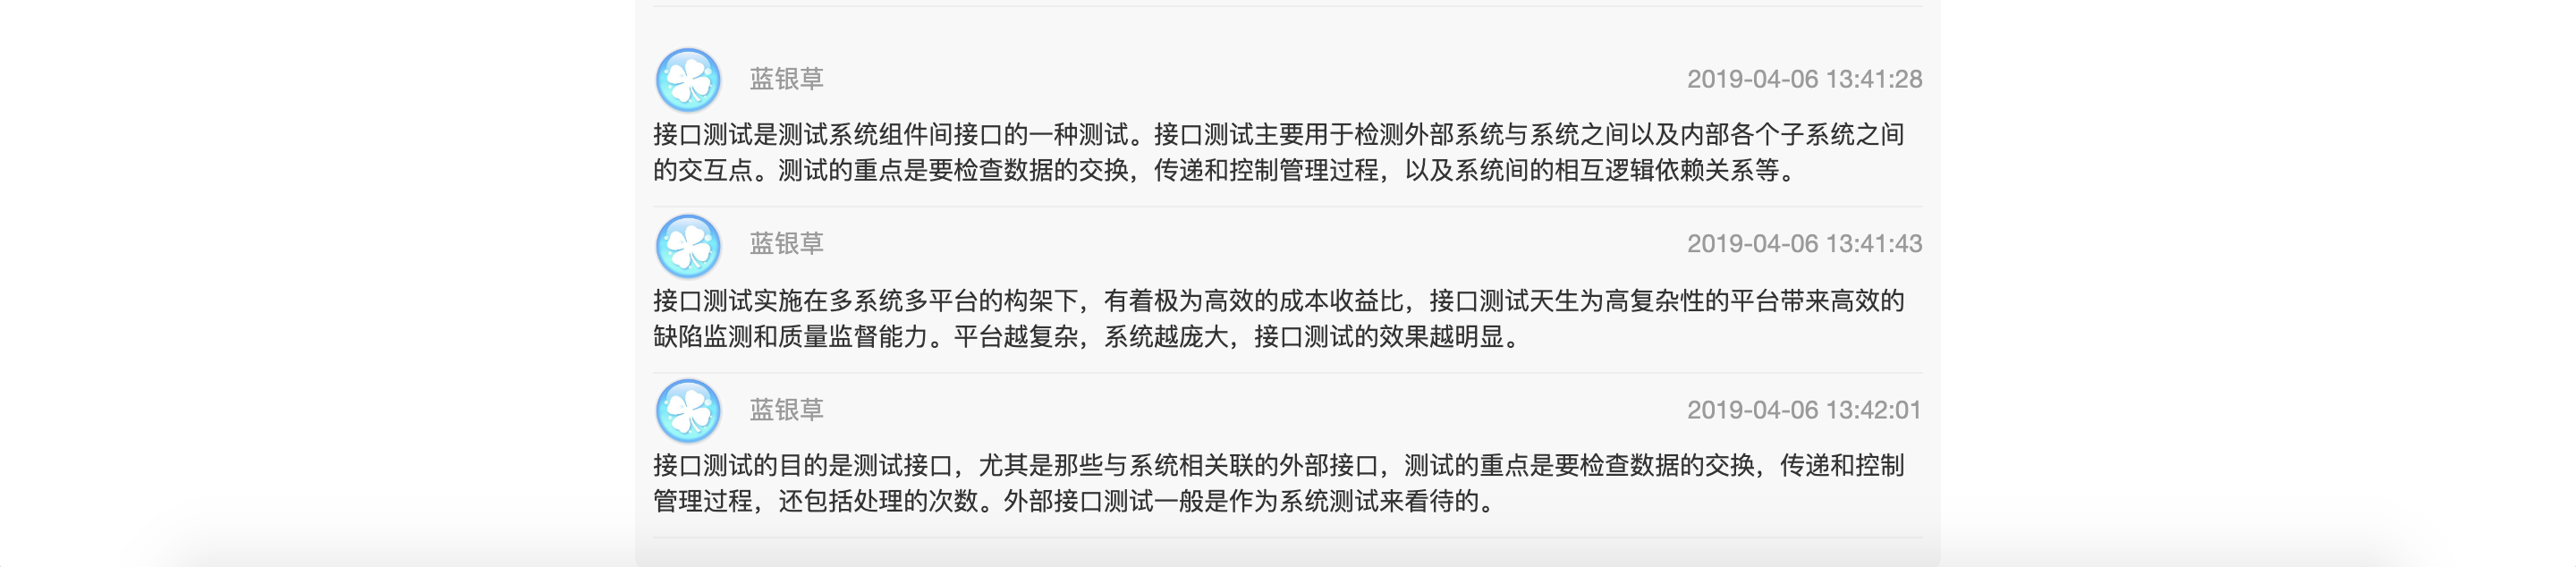 蓝银草
2019-04-06 13:41:28
接口测试是测试系统组件间接口的一种测试。接口测试主要用于检测外部系统与系统之间以及内部各个子系统之间
的交互点。测试的重点是要检查数据的交换，传递和控制管理过程，以及系统间的相互逻辑依赖关系等。
蓝银草
2019-04-06 13:41:43
接口测试实施在多系统多平台的构架下，有着极为高效的成本收益比，接口测试天生为高复杂性的平台带来高效的
缺陷监测和质量监督能力。平台越复杂，系统越庞大，接口测试的效果越明显。
蓝银草
2019-04-06 13:42:01
接口测试的目的是测试接口，尤其是那些与系统相关联的外部接口，测试的重点是要检查数据的交换，传递和控制
管理过程，还包括处理的次数。外部接口测试一般是作为系统测试来看待的。